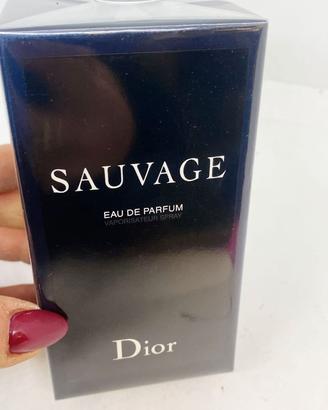 SAUVAGE
EAU DE PARFUM
VAPORISATEUR SPRAY
Dior